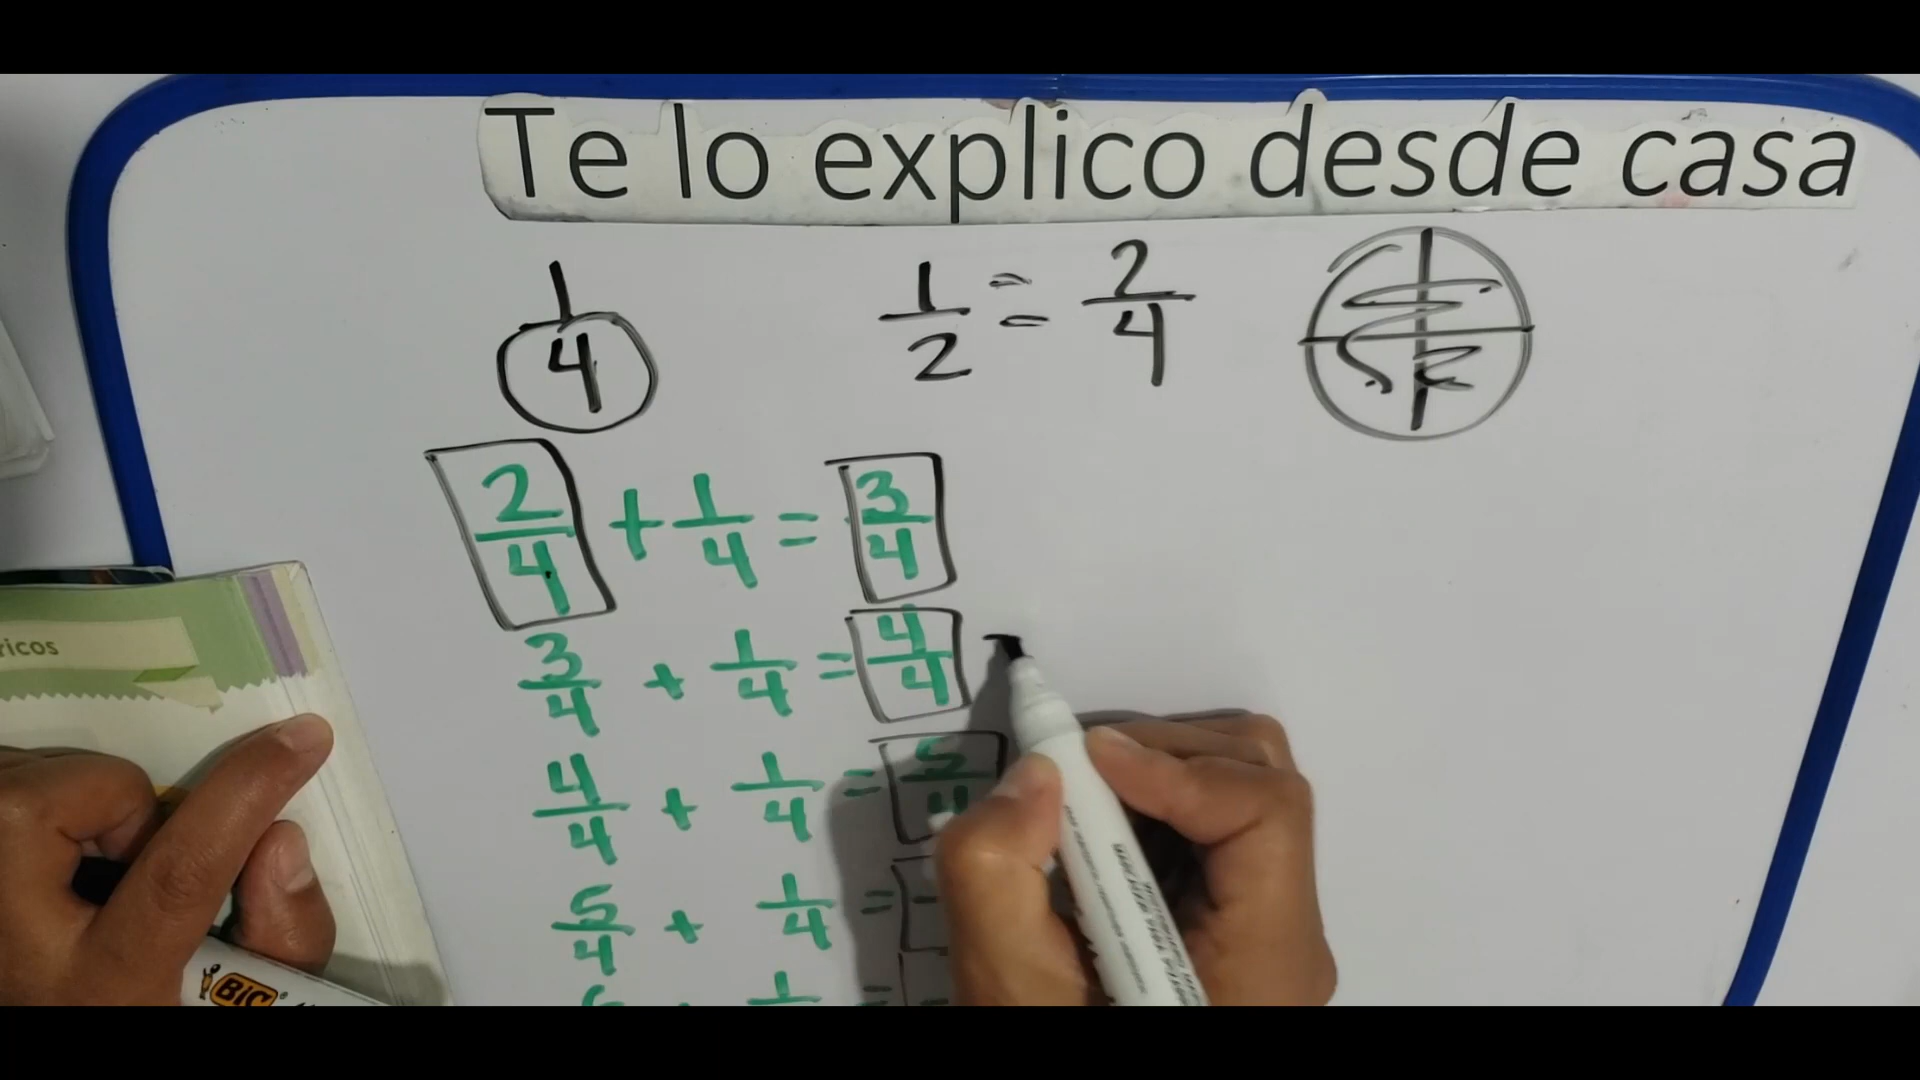 Te lo explico desde casa
1/4
1/2 = 2/4
2/4 + 1/4 = 3/4
3/4 + 1/4 = 4/4
4/4 + 1/4 = 5/4
5/4 + 1/4 =
ricos
BIC